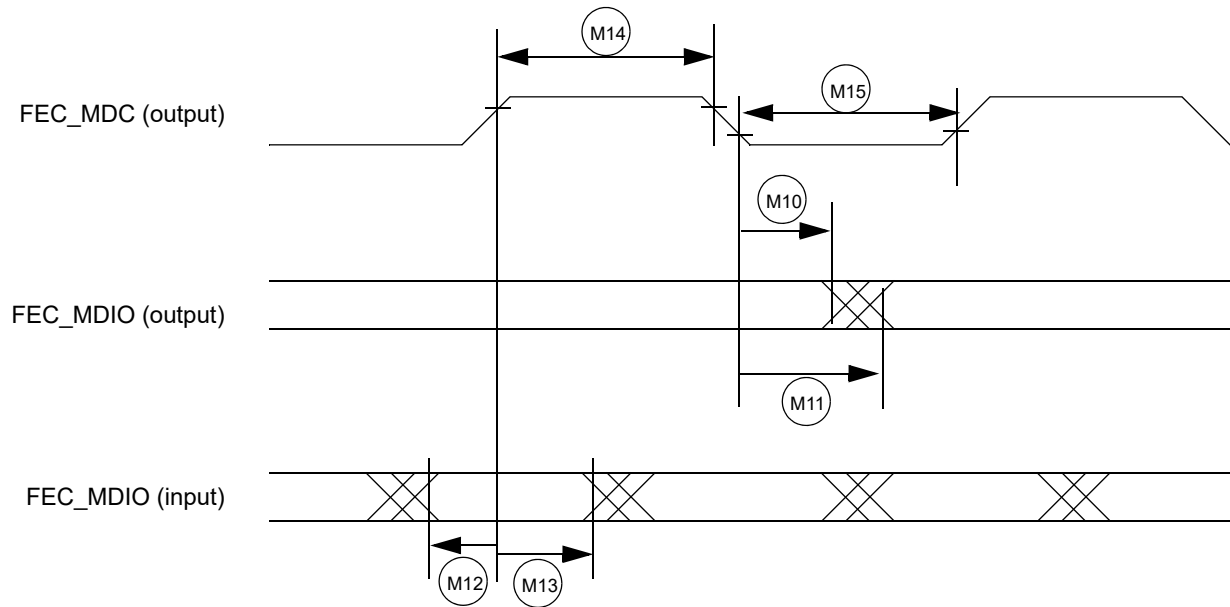 M14
FEC_MDC (output)
M15
M10
FEC_MDIO (output)
M11
FEC_MDIO (input)
M12
M13